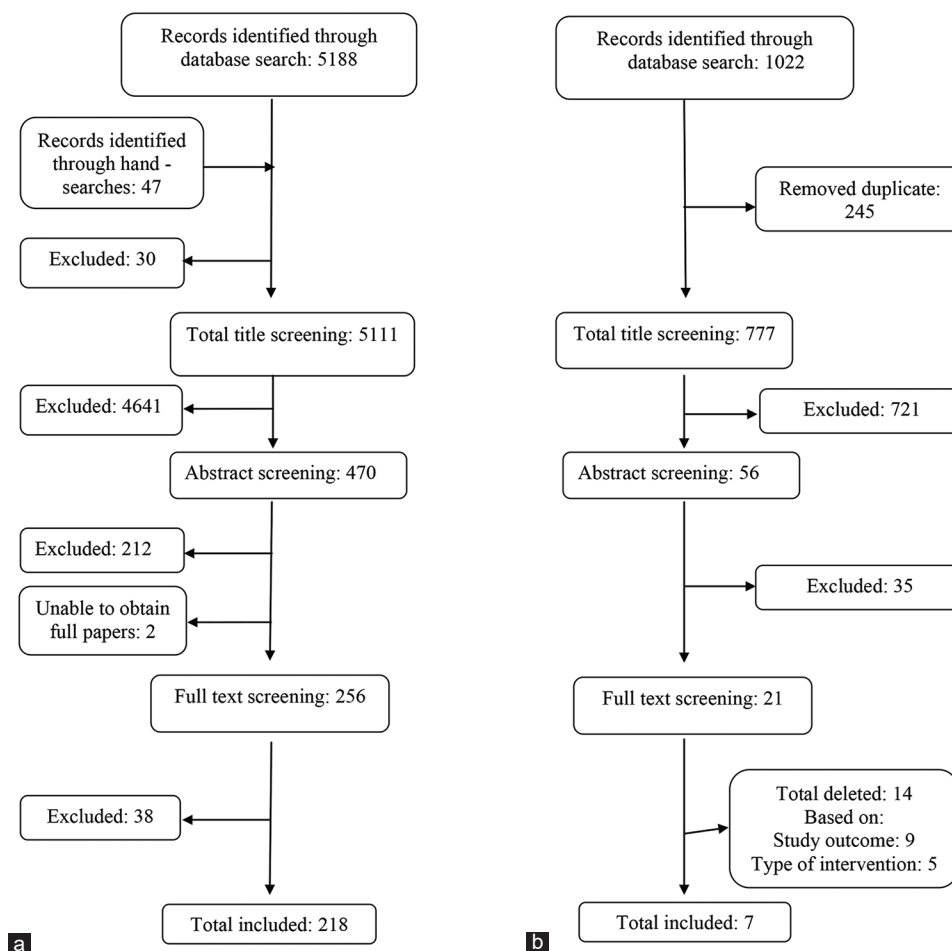 Records identified through
database search: 5188
Records identified
through hand -
searches: 47
Excluded: 30
Total title screening: 5111
Excluded: 4641
Abstract screening: 470
Excluded: 212
Unable to obtain
full papers: 2
Full text screening: 256
Excluded: 38
Total included: 218
a
Records identified through
database search: 1022
Removed duplicate:
245
Total title screening: 777
Excluded: 721
Abstract screening: 56
Excluded: 35
Full text screening: 21
Total deleted: 14
Based on:
Study outcome: 9
Type of intervention: 5
Total included: 7
b